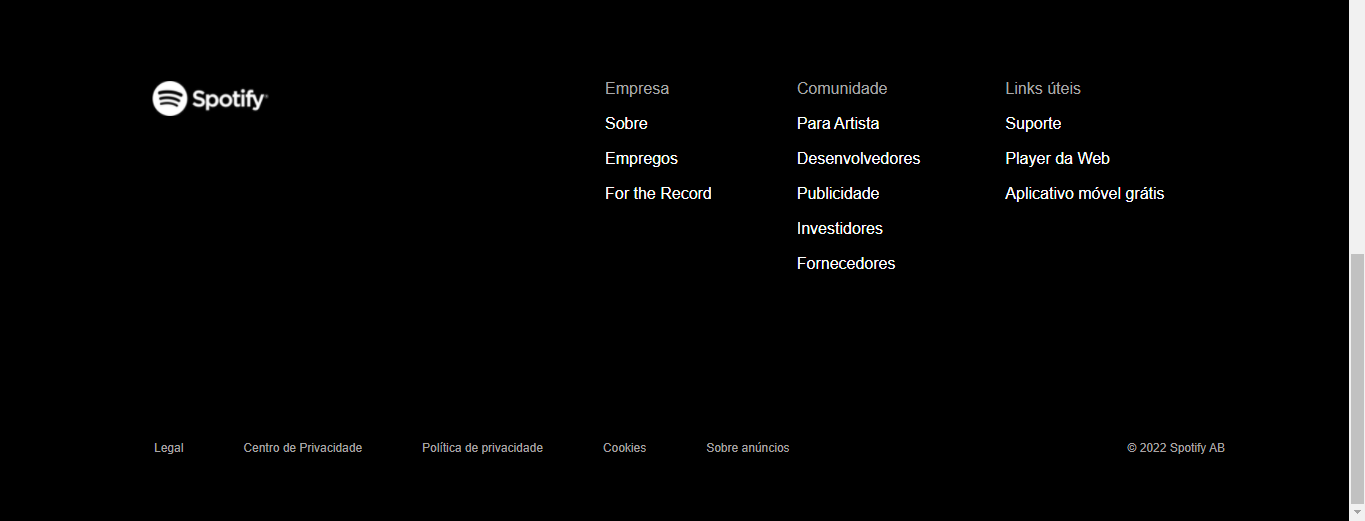 Spotify
Empresa
Sobre
Empregos
For the Record
Comunidade
Para Artista
Desenvolvedores
Publicidade
Investidores
Fornecedores
Links úteis
Suporte
Player da Web
Aplicativo móvel grátis
Legal Centro de Privacidade Política de privacidade Cookies Sobre anúncios © 2022 Spotify AB